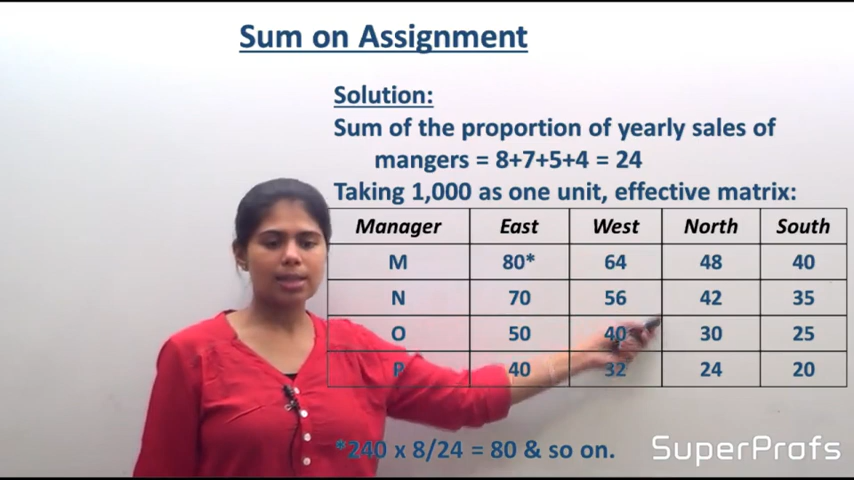 Sum on Assignment
Solution:
Sum of the proportion of yearly sales of
mangers = 8+7+5+4 = 24
Taking 1,000 as one unit, effective matrix:
Manager East West North South
M 80* 64 48 40
N 70 56 42 35
O 50 40 30 25
P 40 32 24 20
*240 x 8/24 = 80 & so on.
SuperProfs